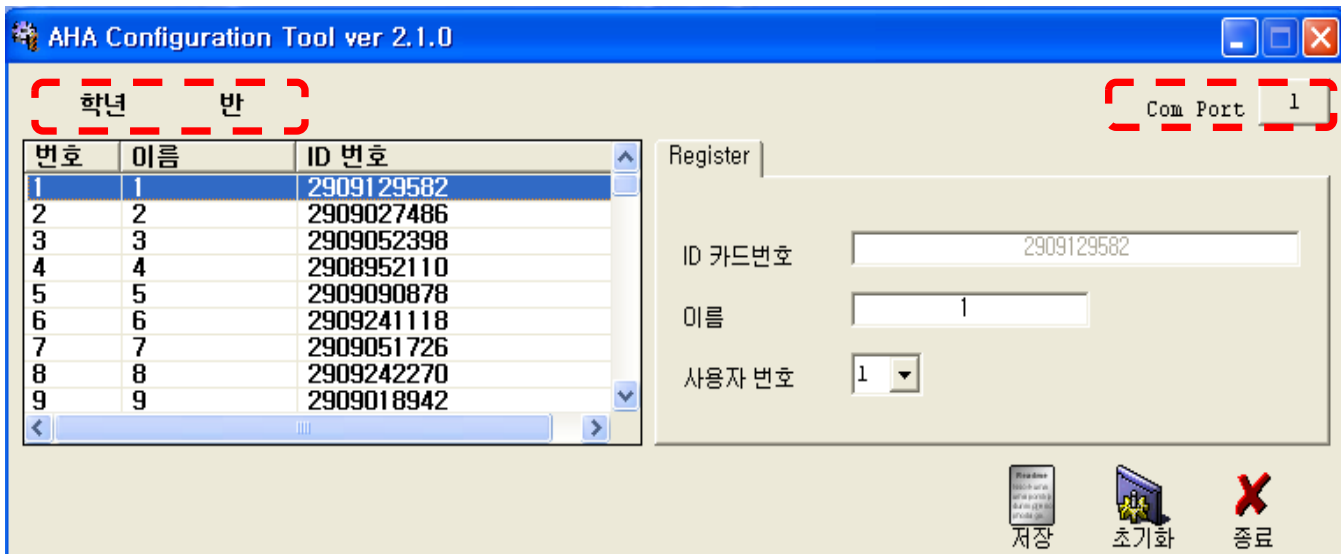 AHA Configuration Tool ver 2.1.0
학년 반
Com Port 1
번호 이름 ID 번호
1 1 2909129582
2 2 2909027486
3 3 2909052398
4 4 2908952110
5 5 2909090878
6 6 2909241118
7 7 2909051726
8 8 2909242270
9 9 2909018942
Register
ID 카드번호 2909129582
이름 1
사용자 번호 1
Readme
저장 초기화 종료